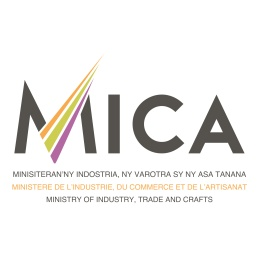 MICA
MINISITERAN'NY INDOSTRIA, NY VAROTRA SY NY ASA TANANA
MINISTERE DE L'INDUSTRIE, DU COMMERCE ET DE L'ARTISANAT
MINISTRY OF INDUSTRY, TRADE AND CRAFTS